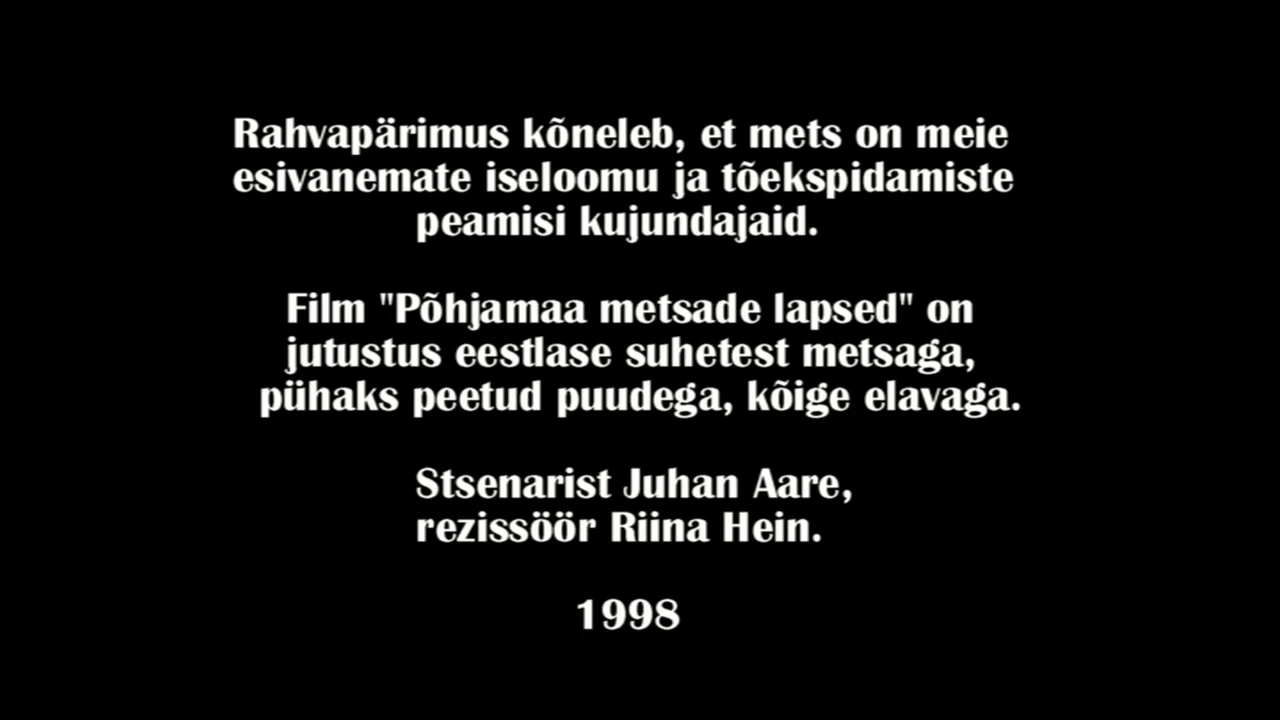 Rahvapärimus kõneleb, et mets on meie
esivanemate iseloomu ja tõekspidamiste
peamisi kujundajaid.
Film "Põhjamaa metsade lapsed" on
jutustus eestlase suhetest metsaga,
pühaks peetud puudega, kõige elavaga.
Stsenarist Juhan Aare,
rezissöör Riina Hein.
1998